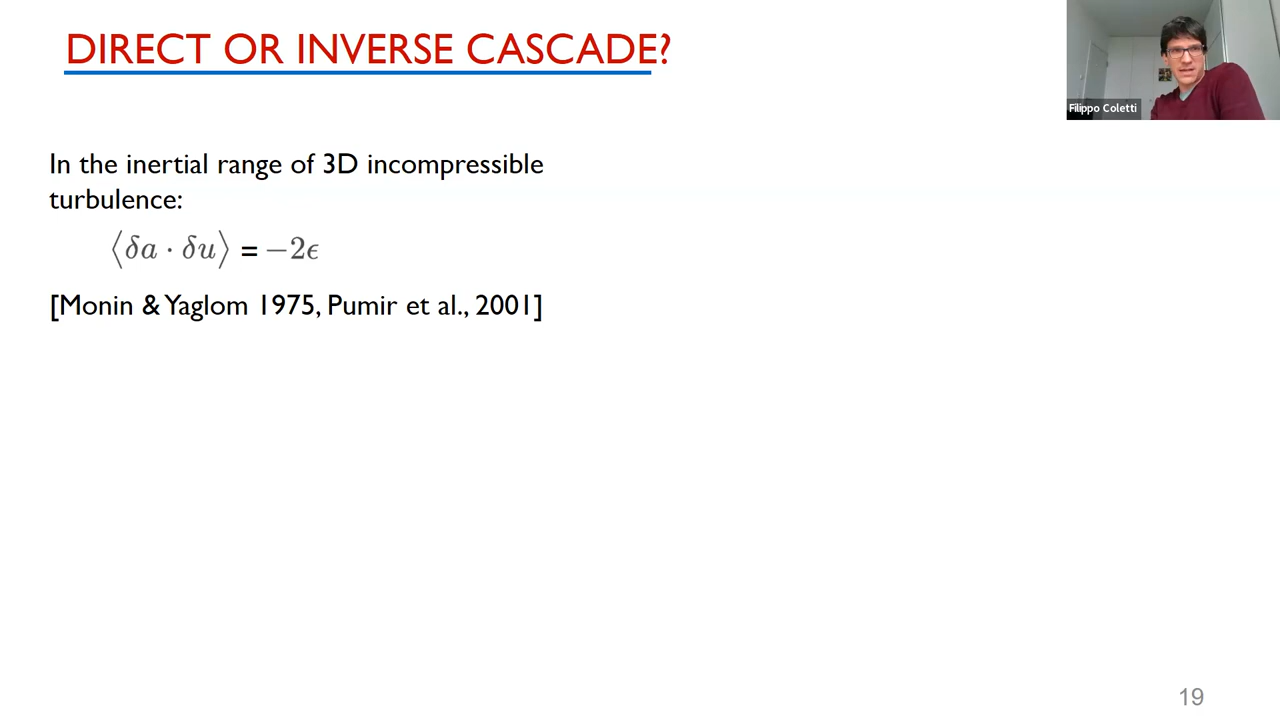 DIRECT OR INVERSE CASCADE?
Filippo Coletti
In the inertial range of 3D incompressible
turbulence:
⟨δa · δu⟩ = −2ϵ
[Monin & Yaglom 1975, Pumir et al., 2001]
19